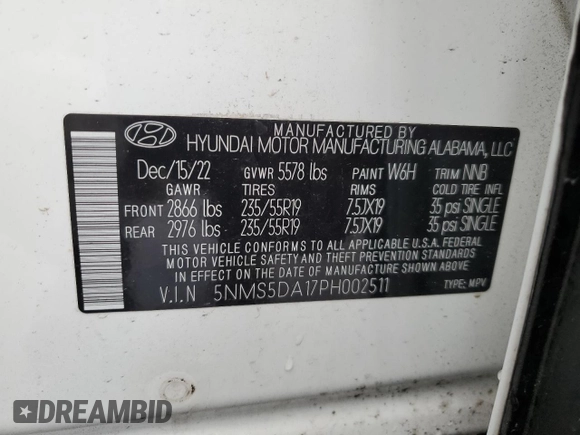 MANUFACTURED BY
HYUNDAI MOTOR MANUFACTURING ALABAMA, LLC
Dec/15/22 GVWR 5578 lbs PAINT W6H TRIM NNB
GAWR TIRES RIMS COLD TIRE INFL
FRONT 2866 lbs 235/55R19 7.5JX19 35 psi SINGLE
REAR 2976 lbs 235/55R19 7.5JX19 35 psi SINGLE
THIS VEHICLE CONFORMS TO ALL APPLICABLE U.S.A. FEDERAL
MOTOR VEHICLE SAFETY AND THEFT PREVENTION STANDARDS
IN EFFECT ON THE DATE OF MANUFACTURE SHOWN ABOVE.
V.I.N 5NMS5DA17PH002511 TYPE: MPV
DREAMBID